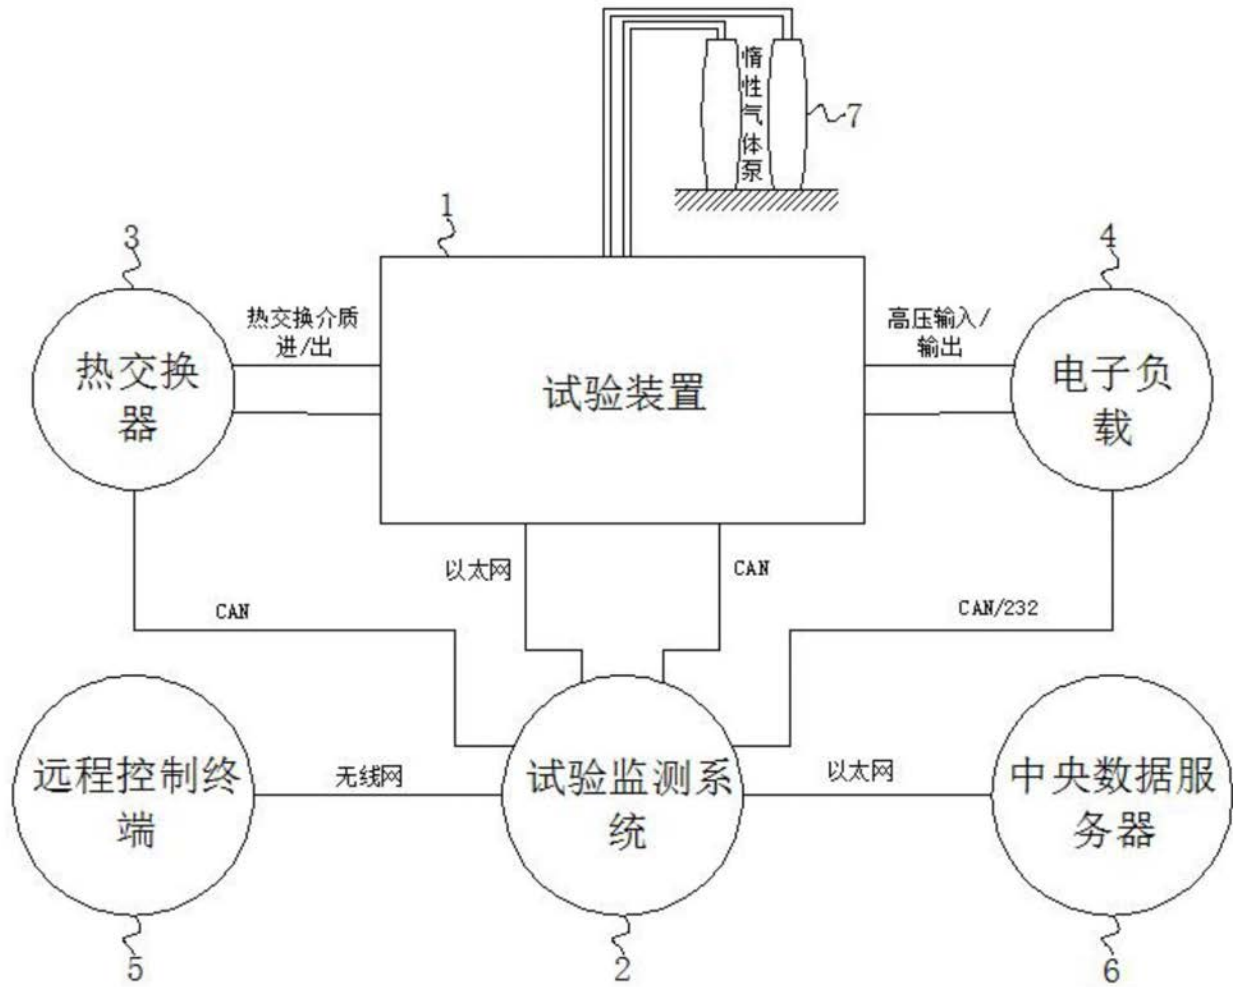 惰性气体泵
7
1
3
4
热交换介质
进/出
高压输入/
输出
热交换
器
试验装置
电子负
载
以太网
CAN
CAN
CAN/232
远程控制终
端
无线网
试验监测系
统
以太网
中央数据服
务器
5
2
6